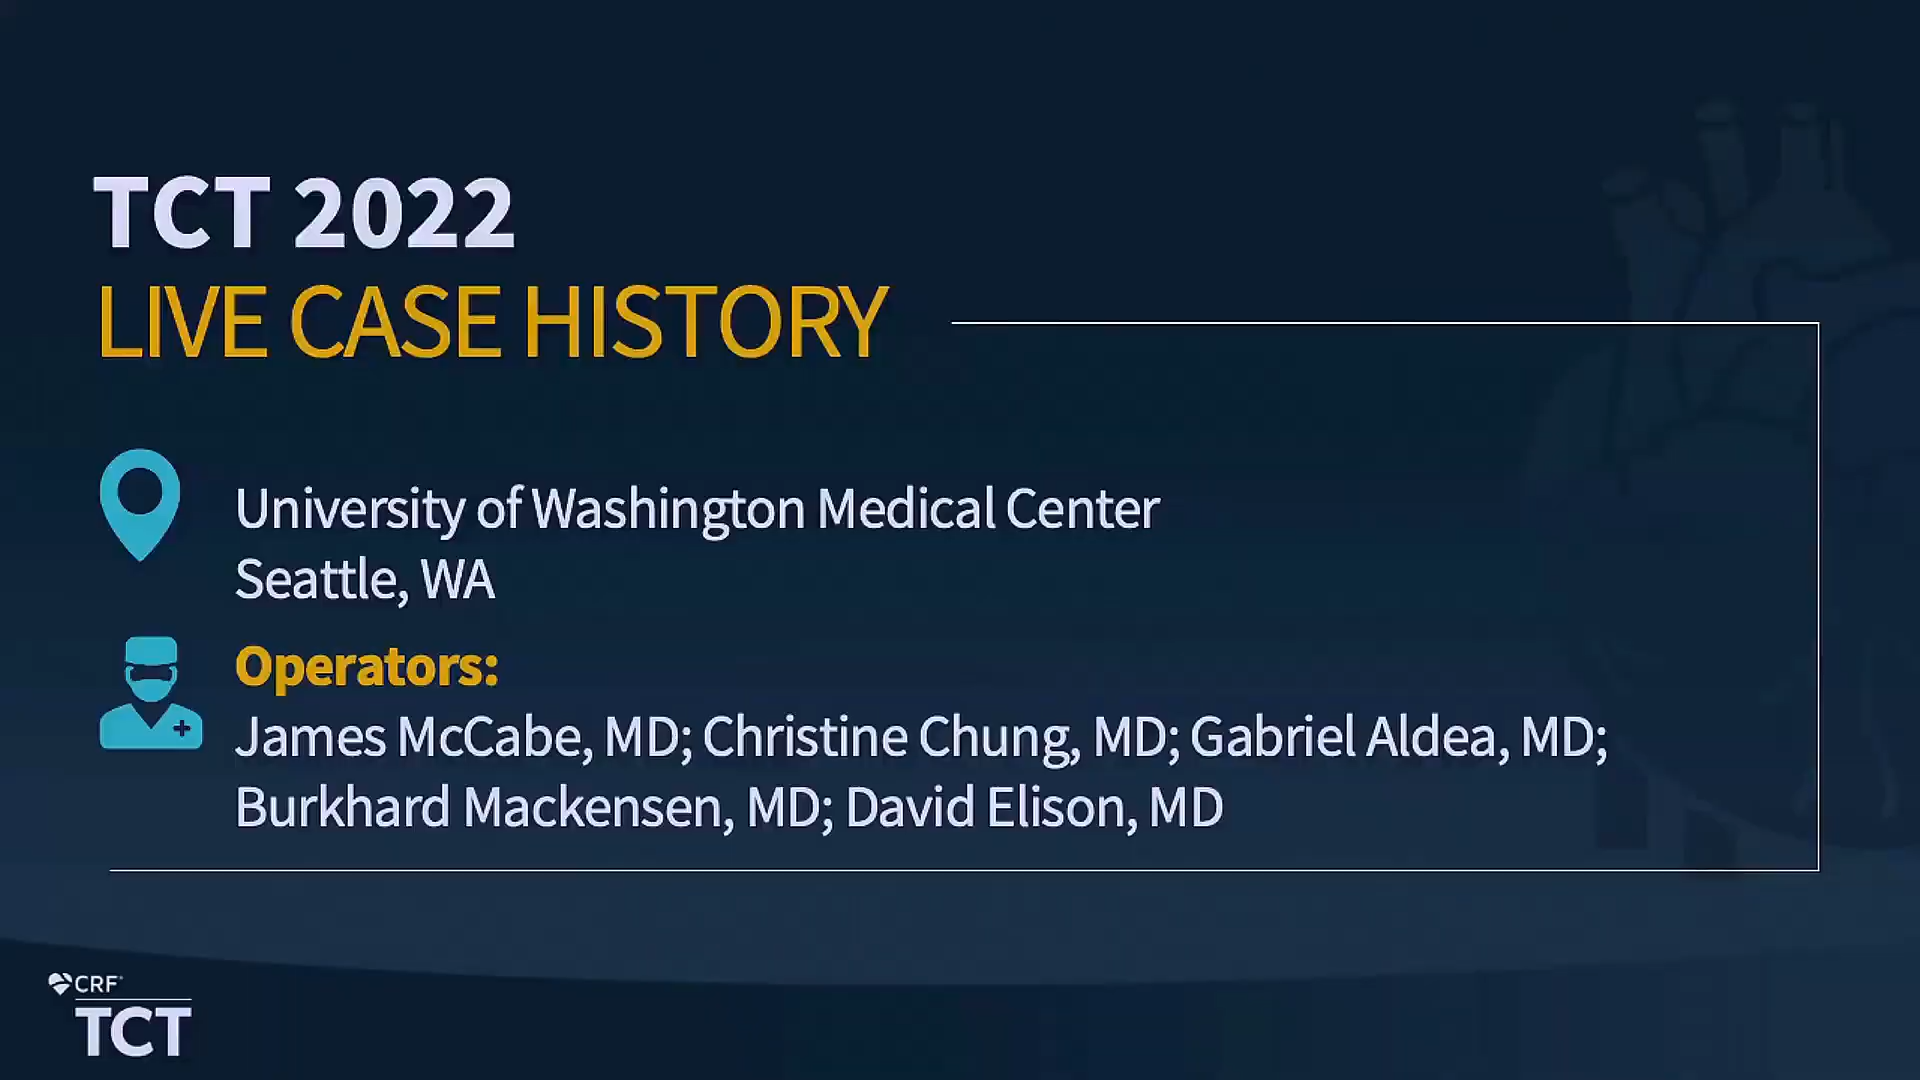 TCT 2022
LIVE CASE HISTORY
University of Washington Medical Center
Seattle, WA
Operators:
James McCabe, MD; Christine Chung, MD; Gabriel Aldea, MD;
Burkhard Mackensen, MD; David Elison, MD
CRF®
TCT